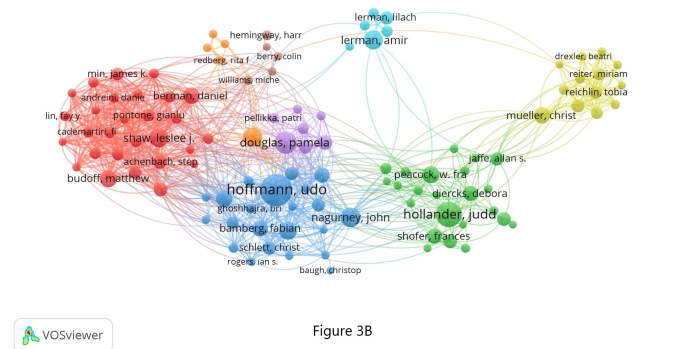 lerman, lilach
hemingway, harr
lerman, amir
berry, colin
redberg, rita f
drexler, beatri
min, james k.
reiter, miriam
williams, miche
reichlin, tobia
andreini, danie
berman, daniel
lin, fay y.
pontone, gianlu
pellikka, patri
mueller, christ
cademartiri, fi
shaw, leslee j.
douglas, pamela
achenbach, step
jaffe, allan s.
peacock, w. fra
budoff, matthew
hoffmann, udo
diercks, debora
ghoshhajra, bri
nagurney, john
hollander, judd
bamberg, fabian
shofer, frances
schlett, christ
rogers, ian s.
baugh, christop
Figure 3B
VOSviewer